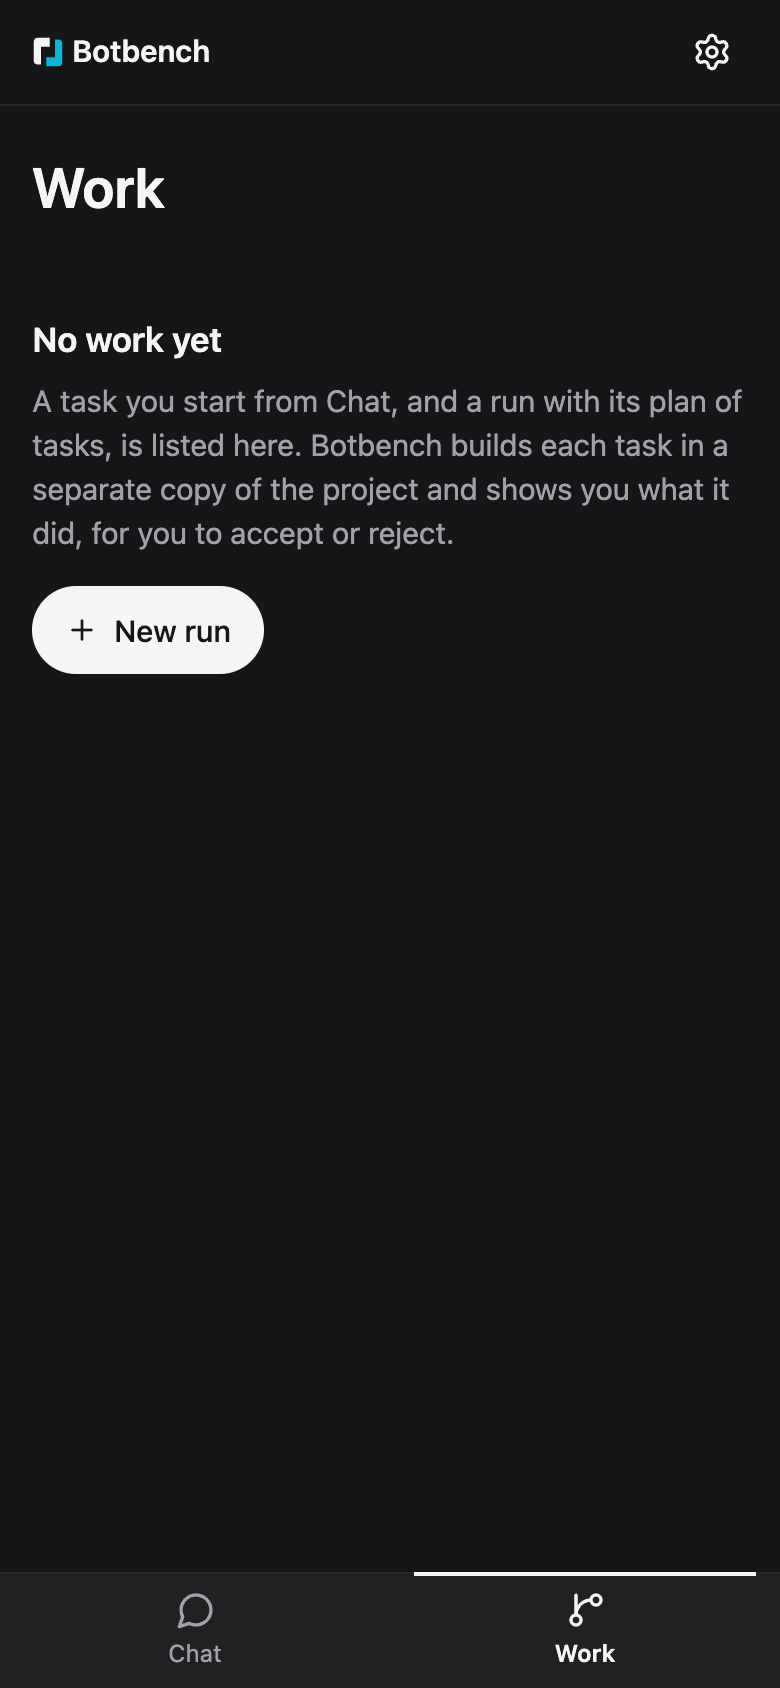 Botbench
Work
No work yet
A task you start from Chat, and a run with its plan of
tasks, is listed here. Botbench builds each task in a
separate copy of the project and shows you what it
did, for you to accept or reject.
New run
Chat
Work